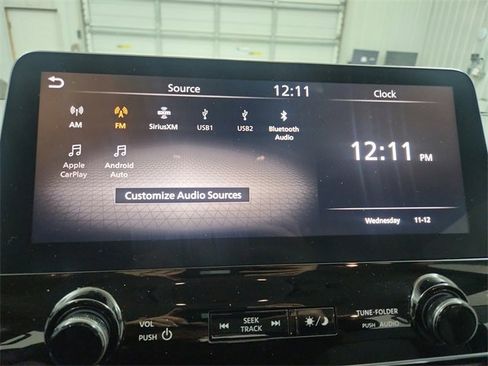 Source 12:11 Clock
AM FM SiriusXM USB1 USB2 Bluetooth
Audio
Apple
CarPlay
Android
Auto
Customize Audio Sources
12:11 PM
Wednesday 11-12
VOL
PUSH
SEEK
TRACK
TUNE-FOLDER
PUSH AUDIO